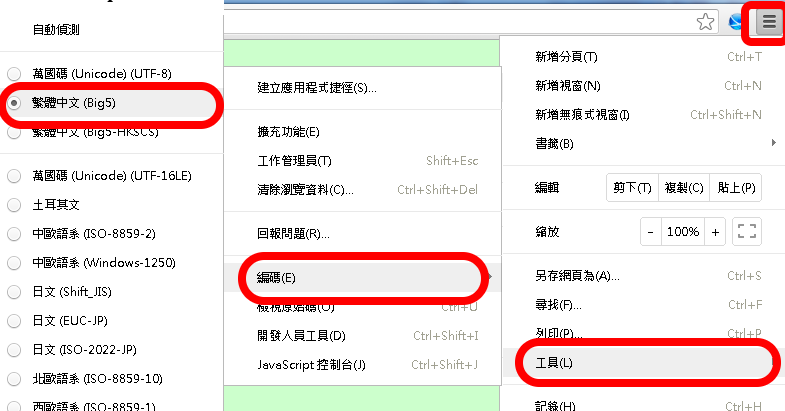 自動偵測
萬國碼 (Unicode) (UTF-8)
繁體中文 (Big5)
繁體中文 (Big5-HKSCS)
萬國碼 (Unicode) (UTF-16LE)
土耳其文
中歐語系 (ISO-8859-2)
中歐語系 (Windows-1250)
日文 (Shift_JIS)
日文 (EUC-JP)
日文 (ISO-2022-JP)
北歐語系 (ISO-8859-10)
西歐語系 (ISO-8859-1)
建立應用程式捷徑(S)...
擴充功能(E)
工作管理員(T) Shift+Esc
清除瀏覽資料(C)... Ctrl+Shift+Del
回報問題(R)...
編碼(E)
檢視原始碼(O) Ctrl+U
開發人員工具(D) Ctrl+Shift+I
JavaScript 控制台(J) Ctrl+Shift+J
新增分頁(T) Ctrl+T
新增視窗(N) Ctrl+N
新增無痕式視窗(I) Ctrl+Shift+N
書籤(B)
編輯 剪下(T) 複製(C) 貼上(P)
縮放 - 100% +
另存網頁為(A)... Ctrl+S
尋找(F)... Ctrl+F
列印(P)... Ctrl+P
工具(L)
記錄(H) Ctrl+H